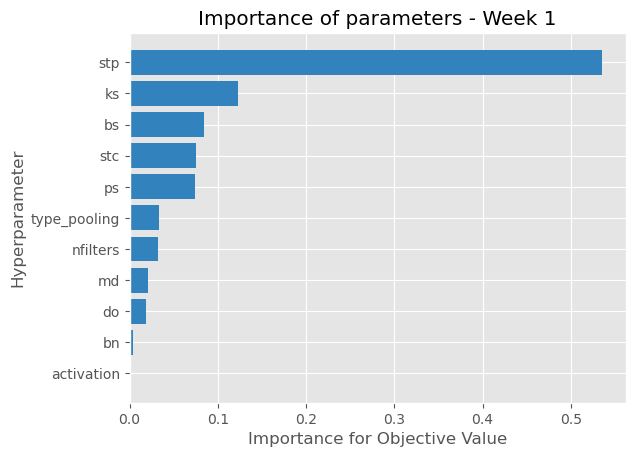 Importance of parameters - Week 1
Hyperparameter
stp
ks
bs
stc
ps
type_pooling
nfilters
md
do
bn
activation
0.0 0.1 0.2 0.3 0.4 0.5
Importance for Objective Value